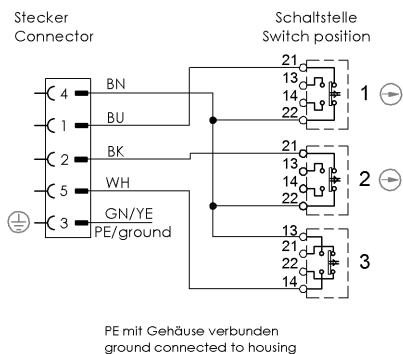 Stecker
Connector
Schaltstelle
Switch position
4 BN
1 BU
2 BK
5 WH
3 GN/YE
PE/ground
21
13
14
22
1
21
13
14
22
2
13
21
22
14
3
PE mit Gehäuse verbunden
ground connected to housing